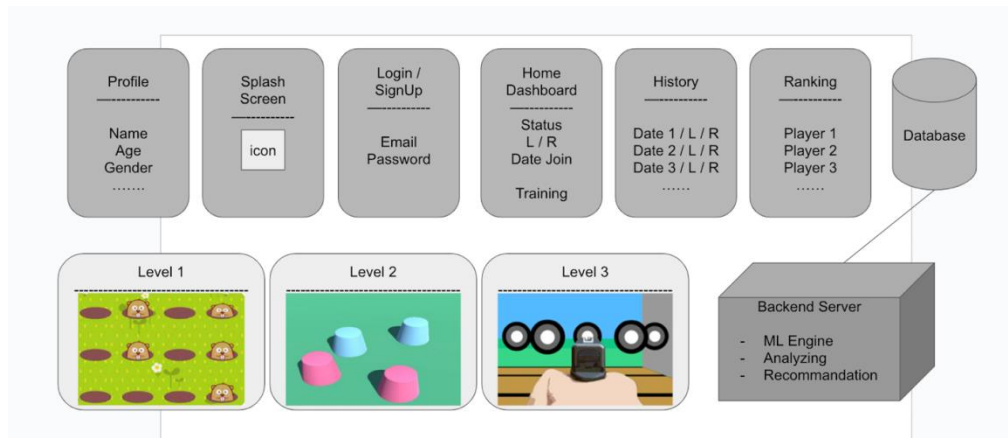 Profile
Name
Age
Gender
.......
Splash
Screen
icon
Login /
SignUp
Email
Password
Home
Dashboard
Status
L / R
Date Join
Training
History
Date 1 / L / R
Date 2 / L / R
Date 3 / L / R
......
Ranking
Player 1
Player 2
Player 3
......
Database
Level 1
Level 2
Level 3
Backend Server
- ML Engine
- Analyzing
- Recommandation